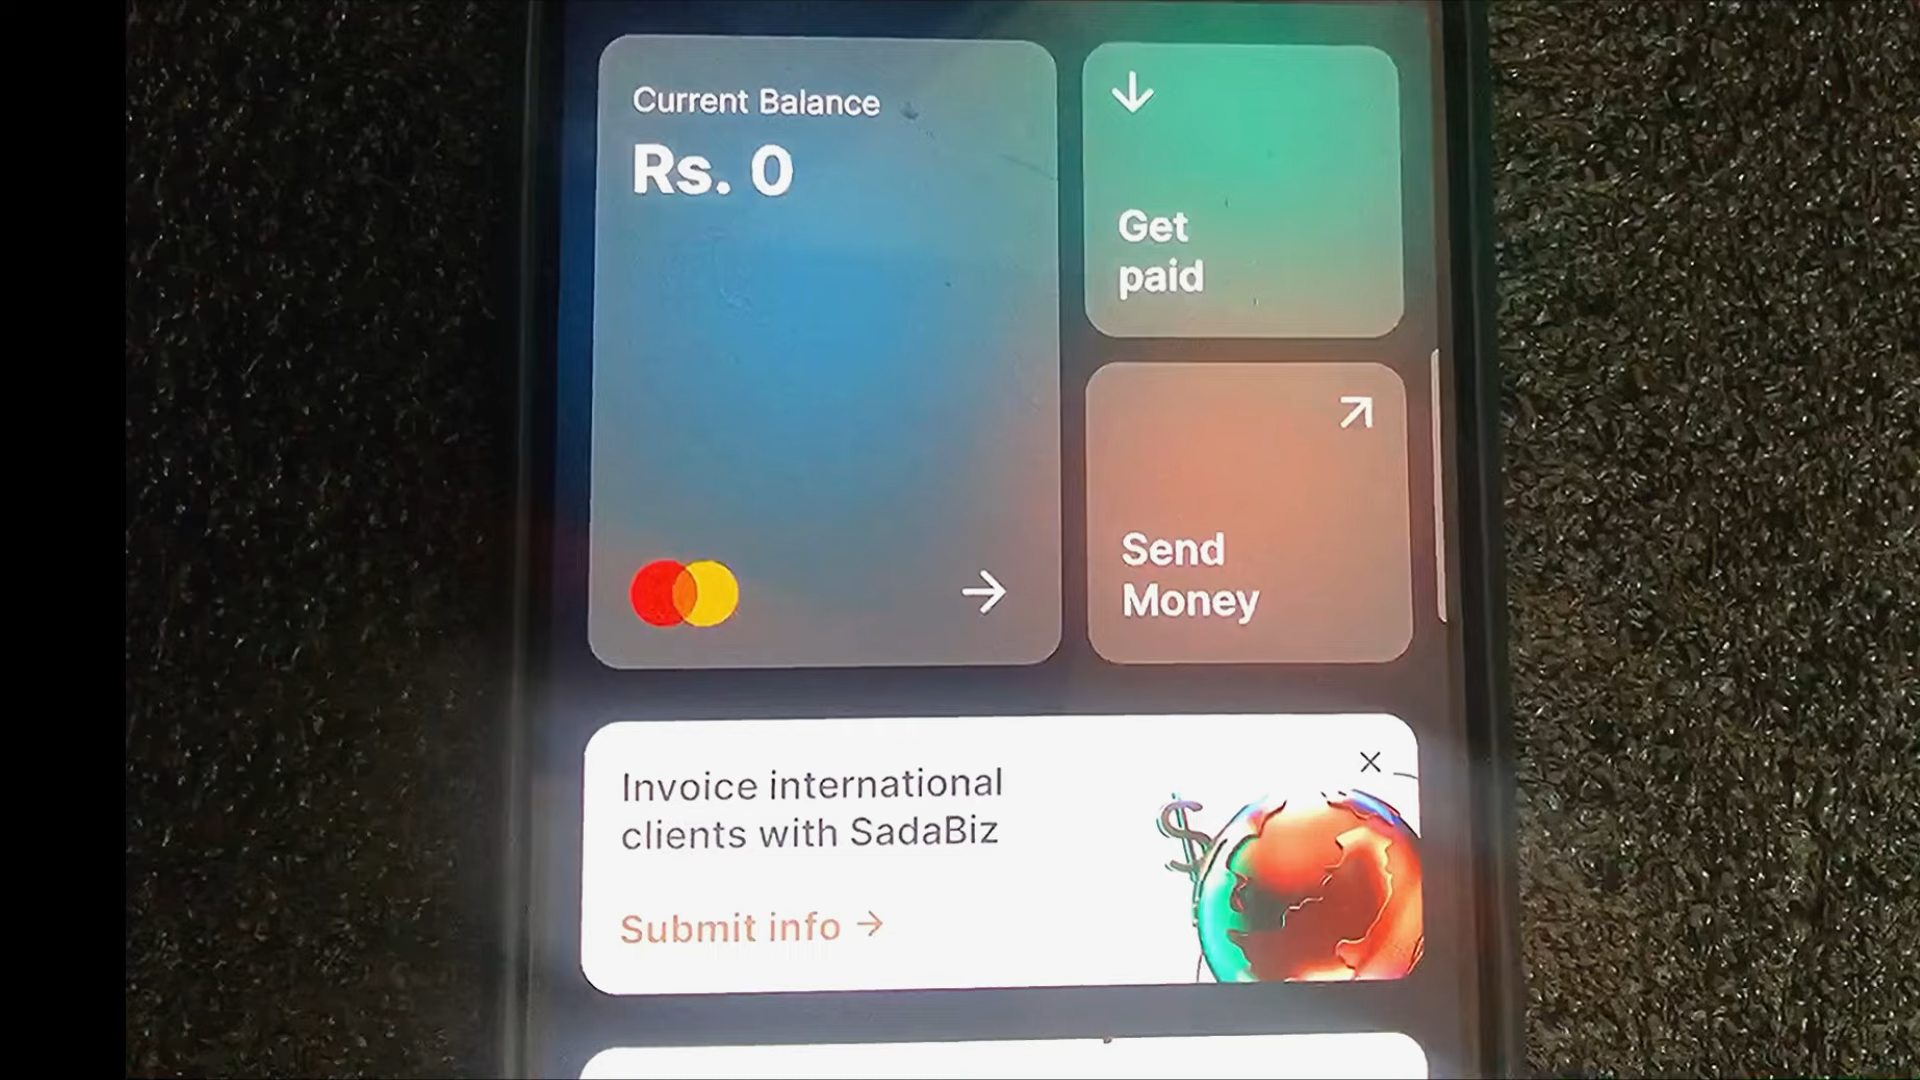 Current Balance
Rs. 0
Get
paid
Send
Money
Invoice international
clients with SadaBiz
$
Submit info →